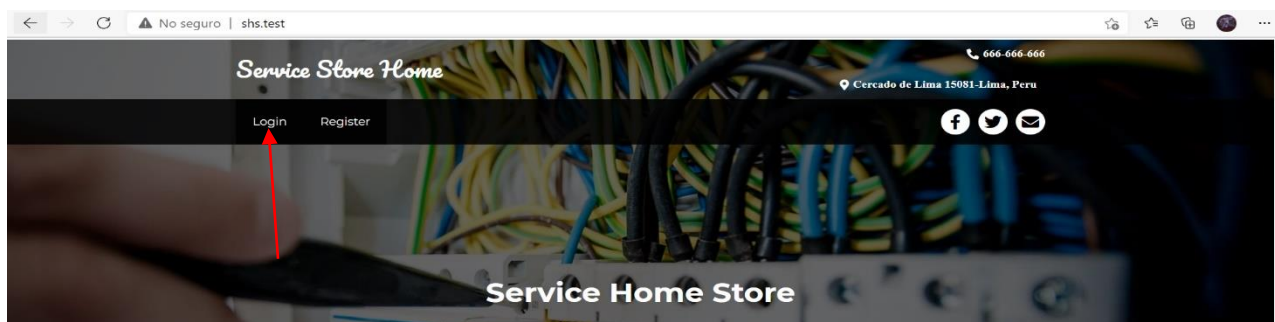 No seguro | shs.test
Service Store Home
666-666-666
Cercado de Lima 15081-Lima, Peru
Login Register
Service Home Store